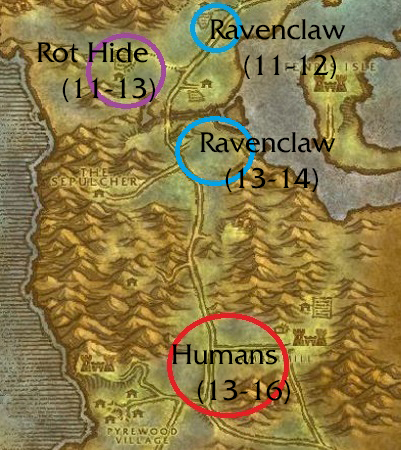 Ravenclaw
(11-12)
Rot Hide
(11-13)
ISLE
Ravenclaw
(13-14)
THE
SEPULCHER
Humans
(13-16)
PYREWOOD
VILLAGE